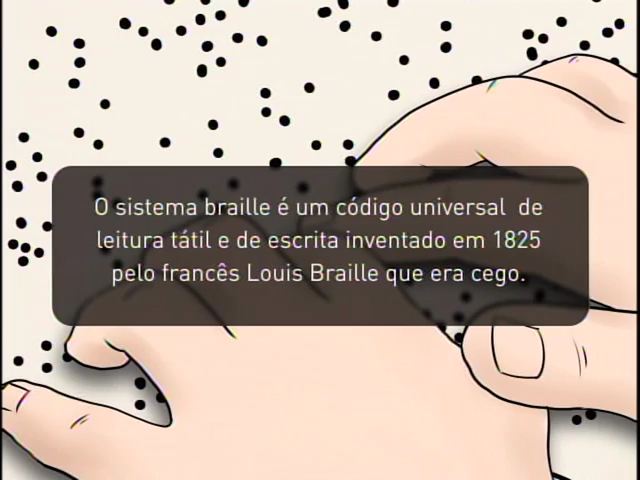 O sistema braille é um código universal de
leitura tátil e de escrita inventado em 1825
pelo francês Louis Braille que era cego.